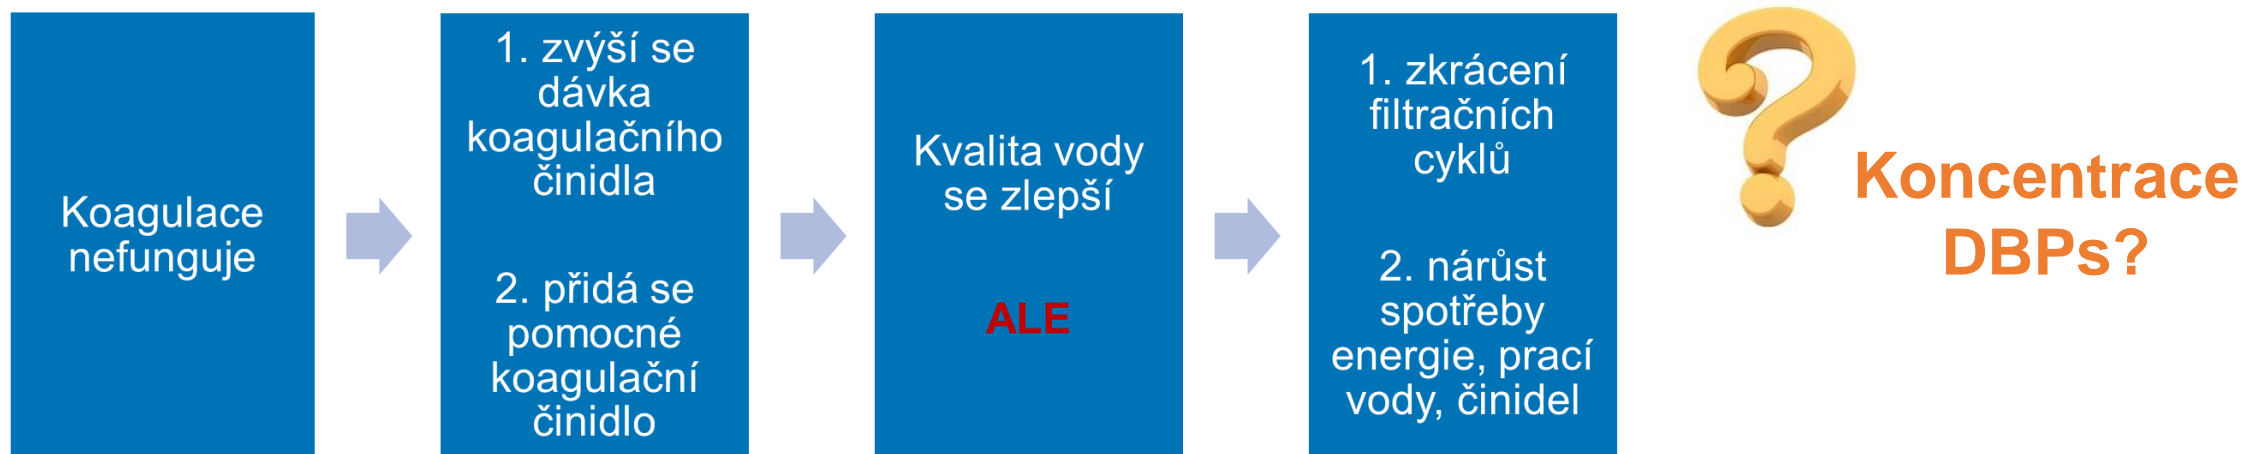 Koagulace
nefunguje
1. zvýší se
dávka
koagulačního
činidla
2. přidá se
pomocné
koagulační
činidlo
Kvalita vody
se zlepší
ALE
1. zkrácení
filtračních
cyklů
2. nárůst
spotřeby
energie, prací
vody, činidel
Koncentrace
DBPs?